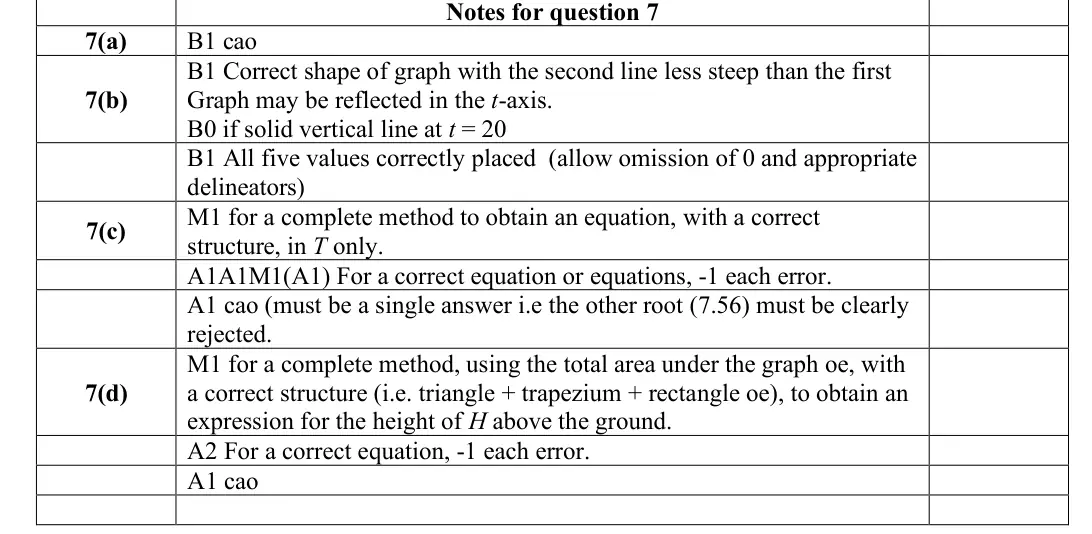 Notes for question 7
7(a) B1 cao
B1 Correct shape of graph with the second line less steep than the first
7(b) Graph may be reflected in the t-axis.
B0 if solid vertical line at t = 20
B1 All five values correctly placed (allow omission of 0 and appropriate
delineators)
7(c) M1 for a complete method to obtain an equation, with a correct
structure, in T only.
A1A1M1(A1) For a correct equation or equations, -1 each error.
A1 cao (must be a single answer i.e the other root (7.56) must be clearly
rejected.
M1 for a complete method, using the total area under the graph oe, with
7(d) a correct structure (i.e. triangle + trapezium + rectangle oe), to obtain an
expression for the height of H above the ground.
A2 For a correct equation, -1 each error.
A1 cao